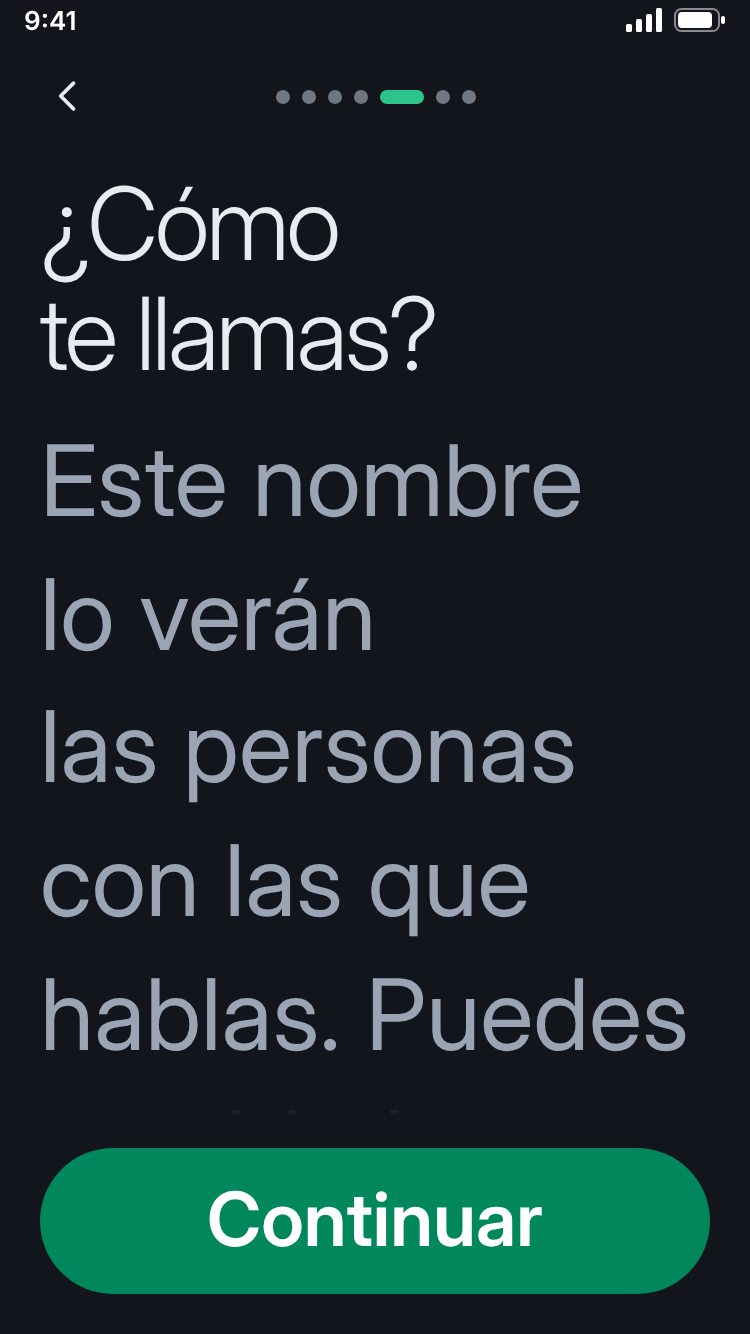 9:41
¿Cómo
te llamas?
Este nombre
lo verán
las personas
con las que
hablas. Puedes
Continuar